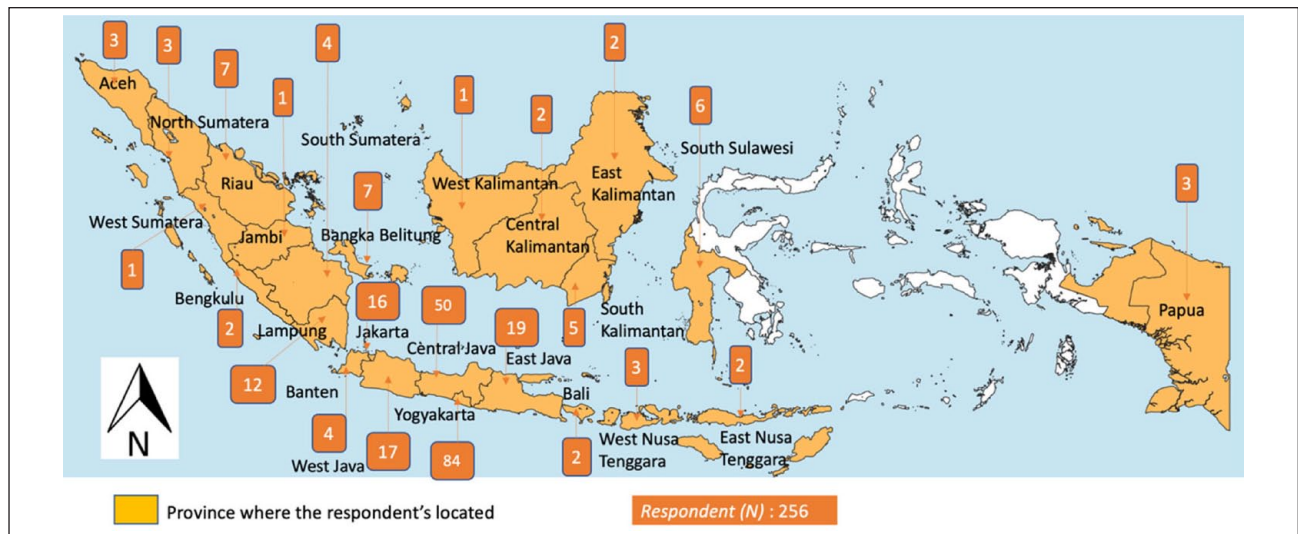 3
3
4
2
7
1
1
2
6
Aceh
North Sumatera
South Sumatera
South Sulawesi
3
Riau
West Kalimantan
East
Kalimantan
7
West Sumatera
Jambi
Bangka Belitung
Central
Kalimantan
1
Bengkulu
16
50
19
5
South
Kalimantan
Papua
2
Lampung
Jakarta
Central Java
East Java
3
2
12
Banten
Yogyakarta
Bali
4
17
84
2
West Java
West Nusa
Tenggara
East Nusa
Tenggara
N
Province where the respondent's located
Respondent (N) : 256